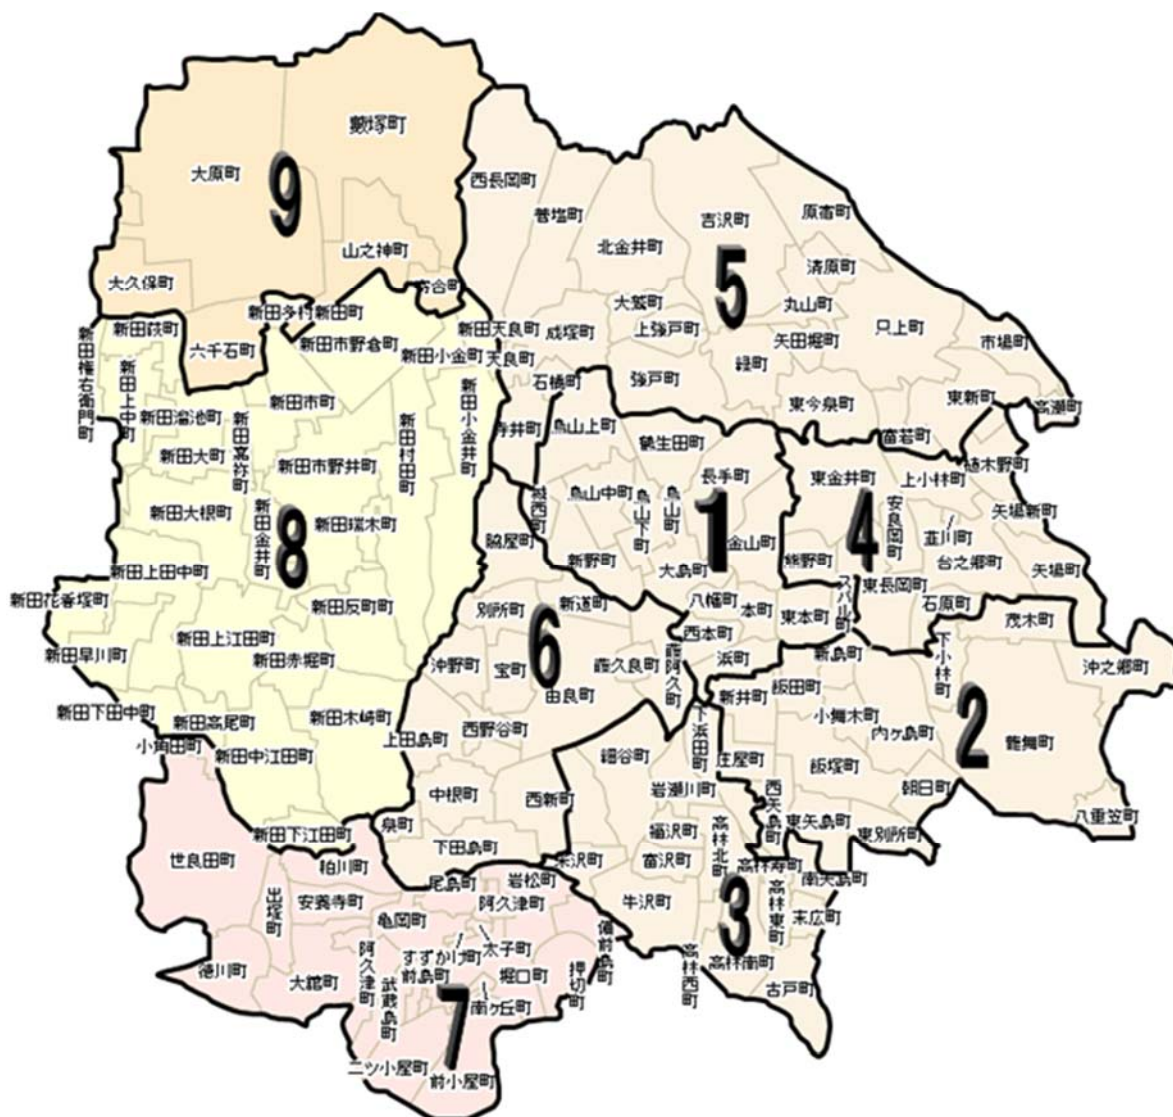 藪塚町
大原町
9
山之神町
大久保町
寄合町
六千石町
西長岡町
菅塩町
北金井町
吉沢町
原宿町
清原町
5
大鷲町
上強戸町
丸山町
只上町
市場町
成塚町
矢田堀町
緑町
天良町
石橋町
強戸町
東今泉町
東新町
高瀬町
富若町
寺井町
新田多村新田町
新田天良町
新田萩町
新田市野倉町
新田小金町
新田権右衛門町
新田上中町
新田市町
新田小金井町
新田溜池町
新田嘉祢町
新田村田町
新田大町
新田市野井町
新田大根町
新田金井町
8
新田瑞木町
新田上田中町
新田花香塚町
新田反町町
新田上江田町
新田早川町
新田赤堀町
新田下田中町
新田高尾町
新田木崎町
新田中江田町
新田下江田町
鳥山上町
鶴生田町
長手町
鳥山中町
鳥山下町
鳥山町
1
金山町
新野町
大島町
八幡町
本町
東本町
西本町
浜町
スバル町
熊野町
東金井町
上小林町
植木野町
4
安良岡町
矢場新町
韮川町
台之郷町
矢場町
東長岡町
石原町
城西町
脇屋町
別所町
新道町
6
沖野町
宝町
藤久良町
藤阿久町
由良町
西野谷町
上田島町
中根町
西新町
泉町
下田島町
茂木町
下小林町
沖之郷町
新島町
新井町
飯田町
小舞木町
内ヶ島町
2
龍舞町
庄屋町
飯塚町
朝日町
西矢島町
東矢島町
東別所町
八重笠町
下浜田町
細谷町
岩瀬川町
福沢町
高林北町
米沢町
富沢町
高林寿町
南矢島町
牛沢町
3
高林東町
末広町
高林西町
高林南町
古戸町
小角田町
世良田町
粕川町
尾島町
岩松町
出塚町
安養寺町
亀岡町
阿久津町
備前島町
すずかけ町
太子町
徳川町
大舘町
阿久津町
前島町
堀口町
押切町
武蔵島町
7
南ヶ丘町
二ツ小屋町
前小屋町